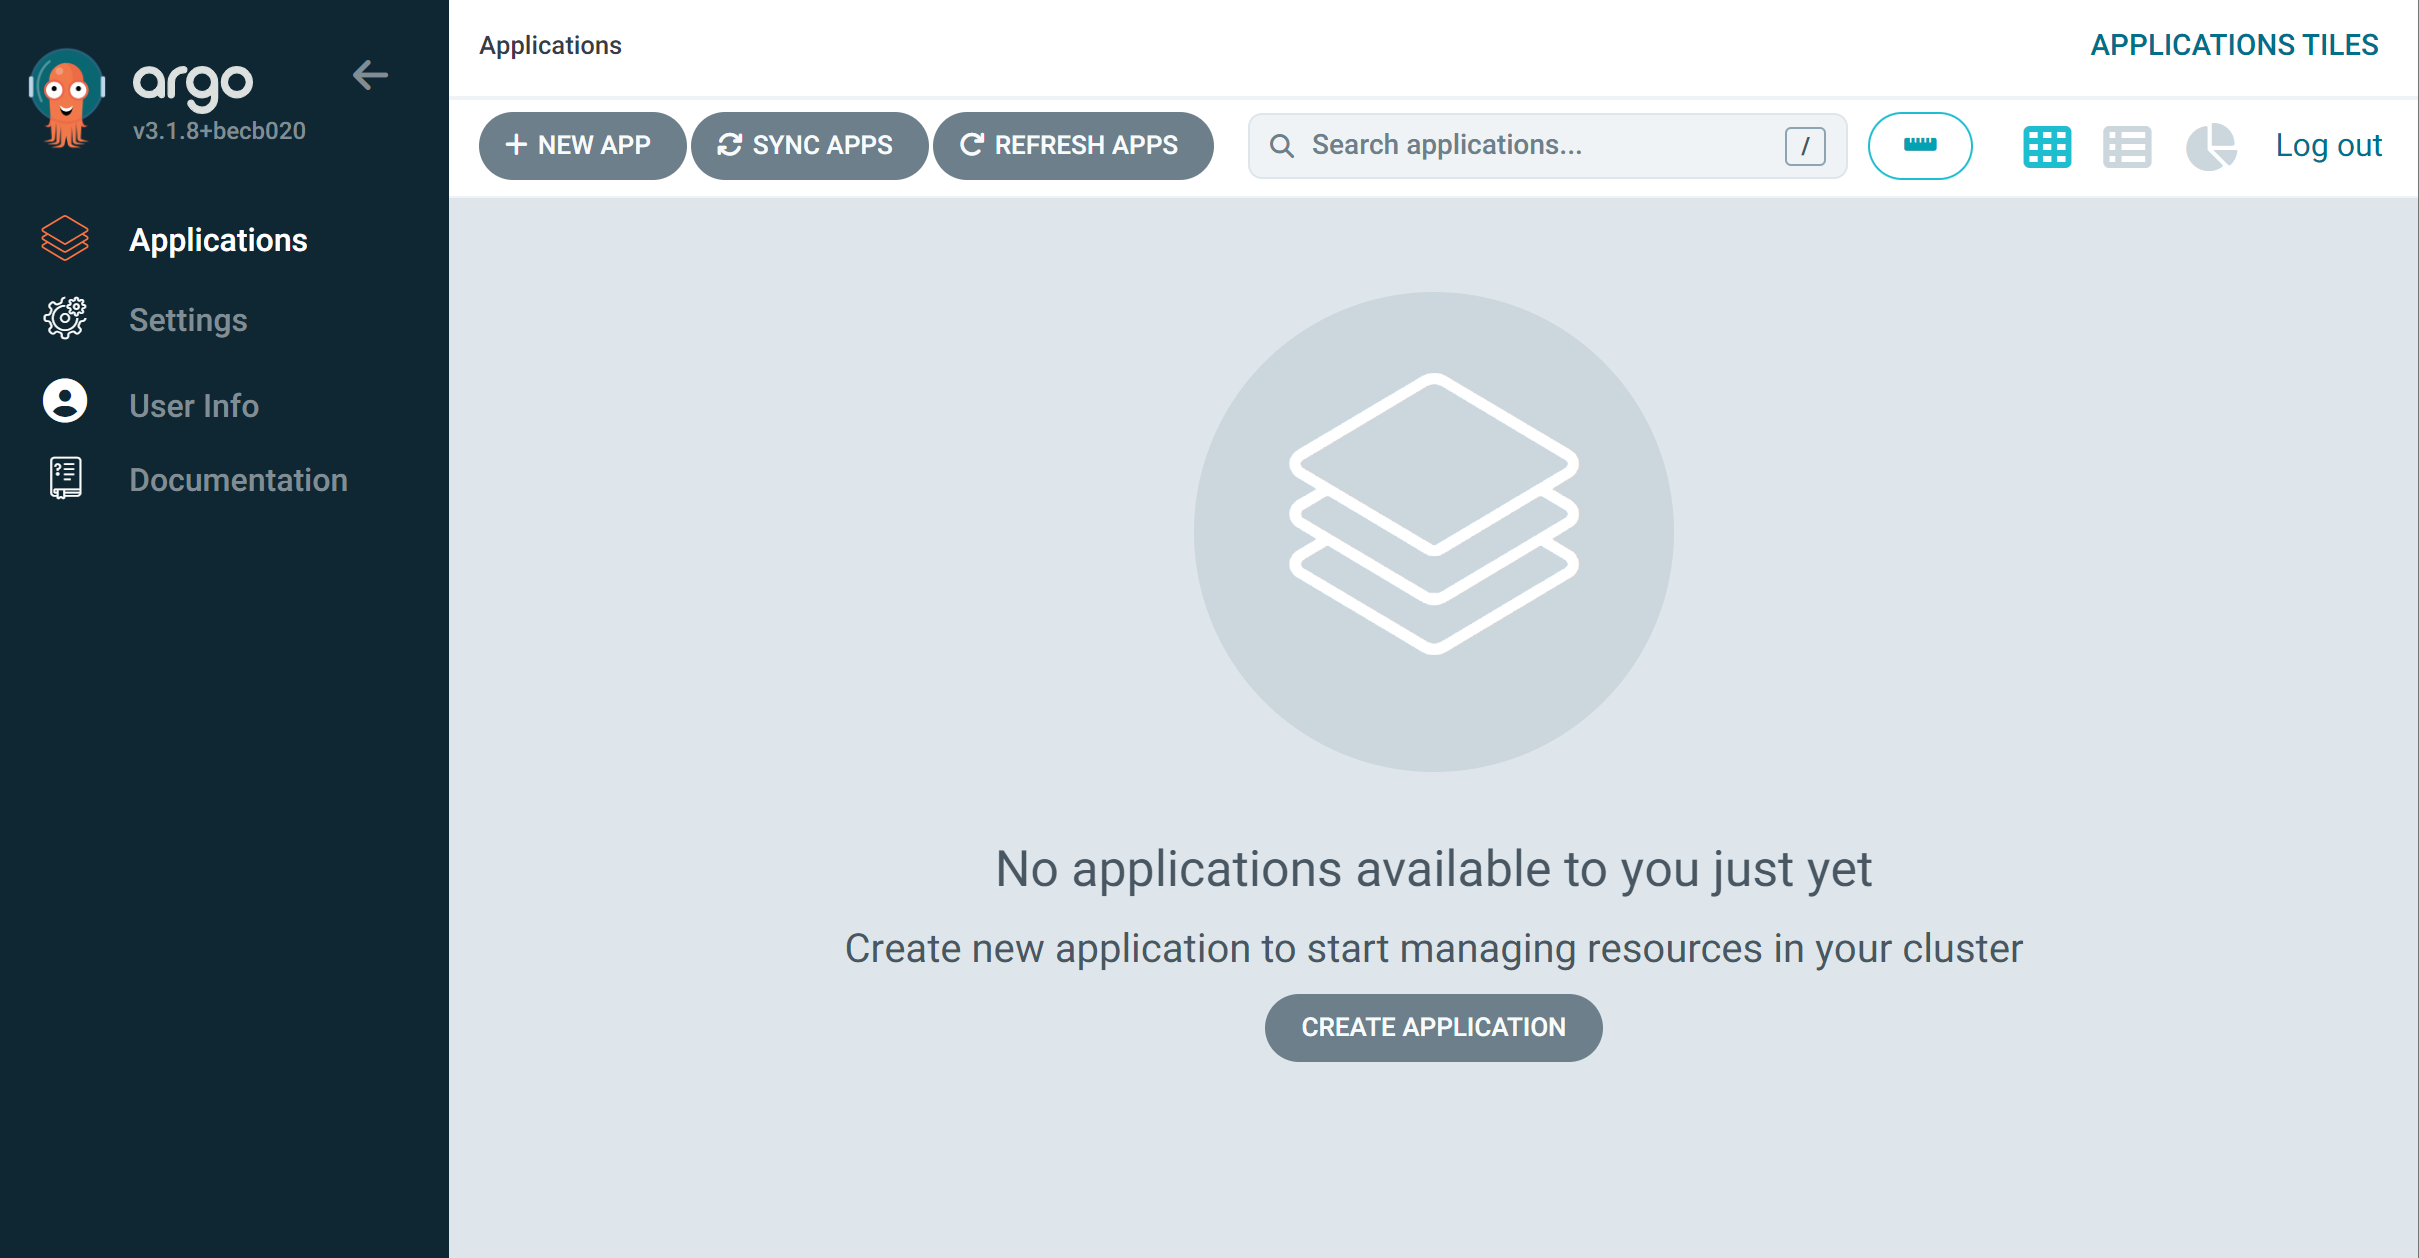 argo
v3.1.8+becb020
Applications
Settings
User Info
Documentation
Applications
APPLICATIONS TILES
NEW APP
SYNC APPS
REFRESH APPS
Search applications...
/
Log out
No applications available to you just yet
Create new application to start managing resources in your cluster
CREATE APPLICATION